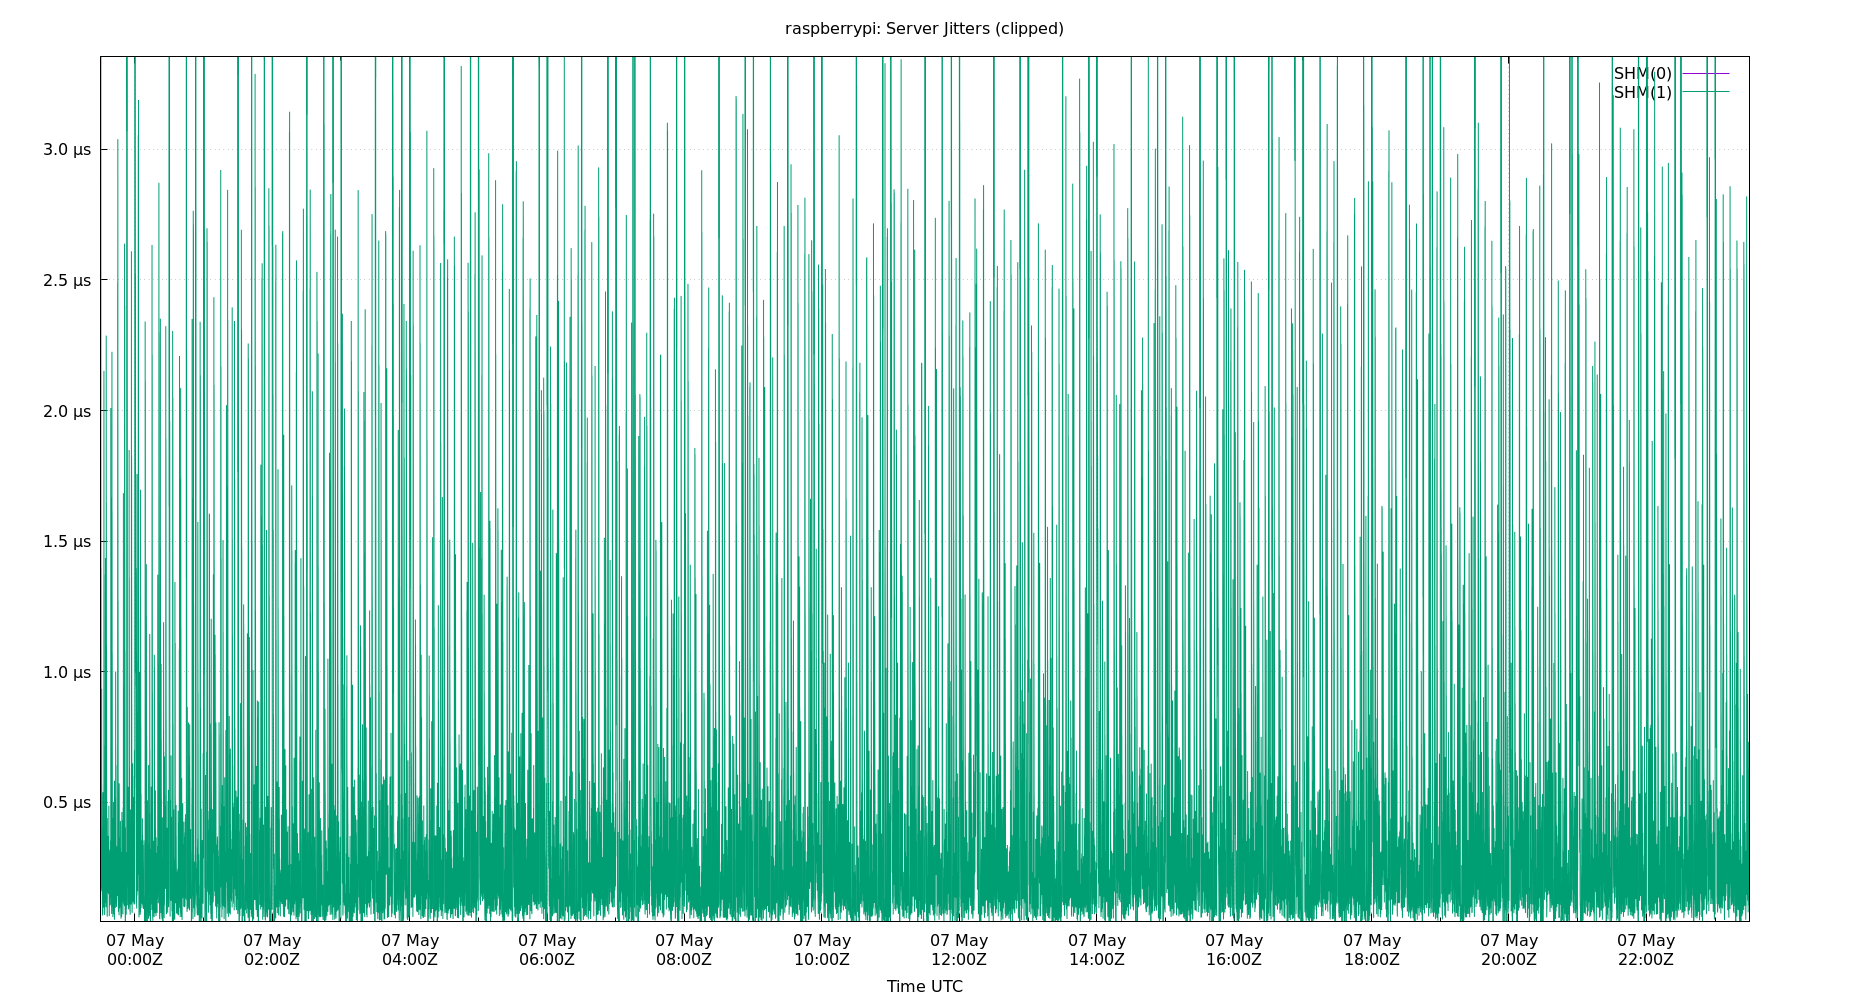 raspberrypi: Server Jitters (clipped)
SHM(0)
SHM(1)
3.0 µs
2.5 µs
2.0 µs
1.5 µs
1.0 µs
0.5 µs
07 May 07 May 07 May 07 May 07 May 07 May 07 May 07 May 07 May 07 May 07 May 07 May
00:00Z 02:00Z 04:00Z 06:00Z 08:00Z 10:00Z 12:00Z 14:00Z 16:00Z 18:00Z 20:00Z 22:00Z
Time UTC